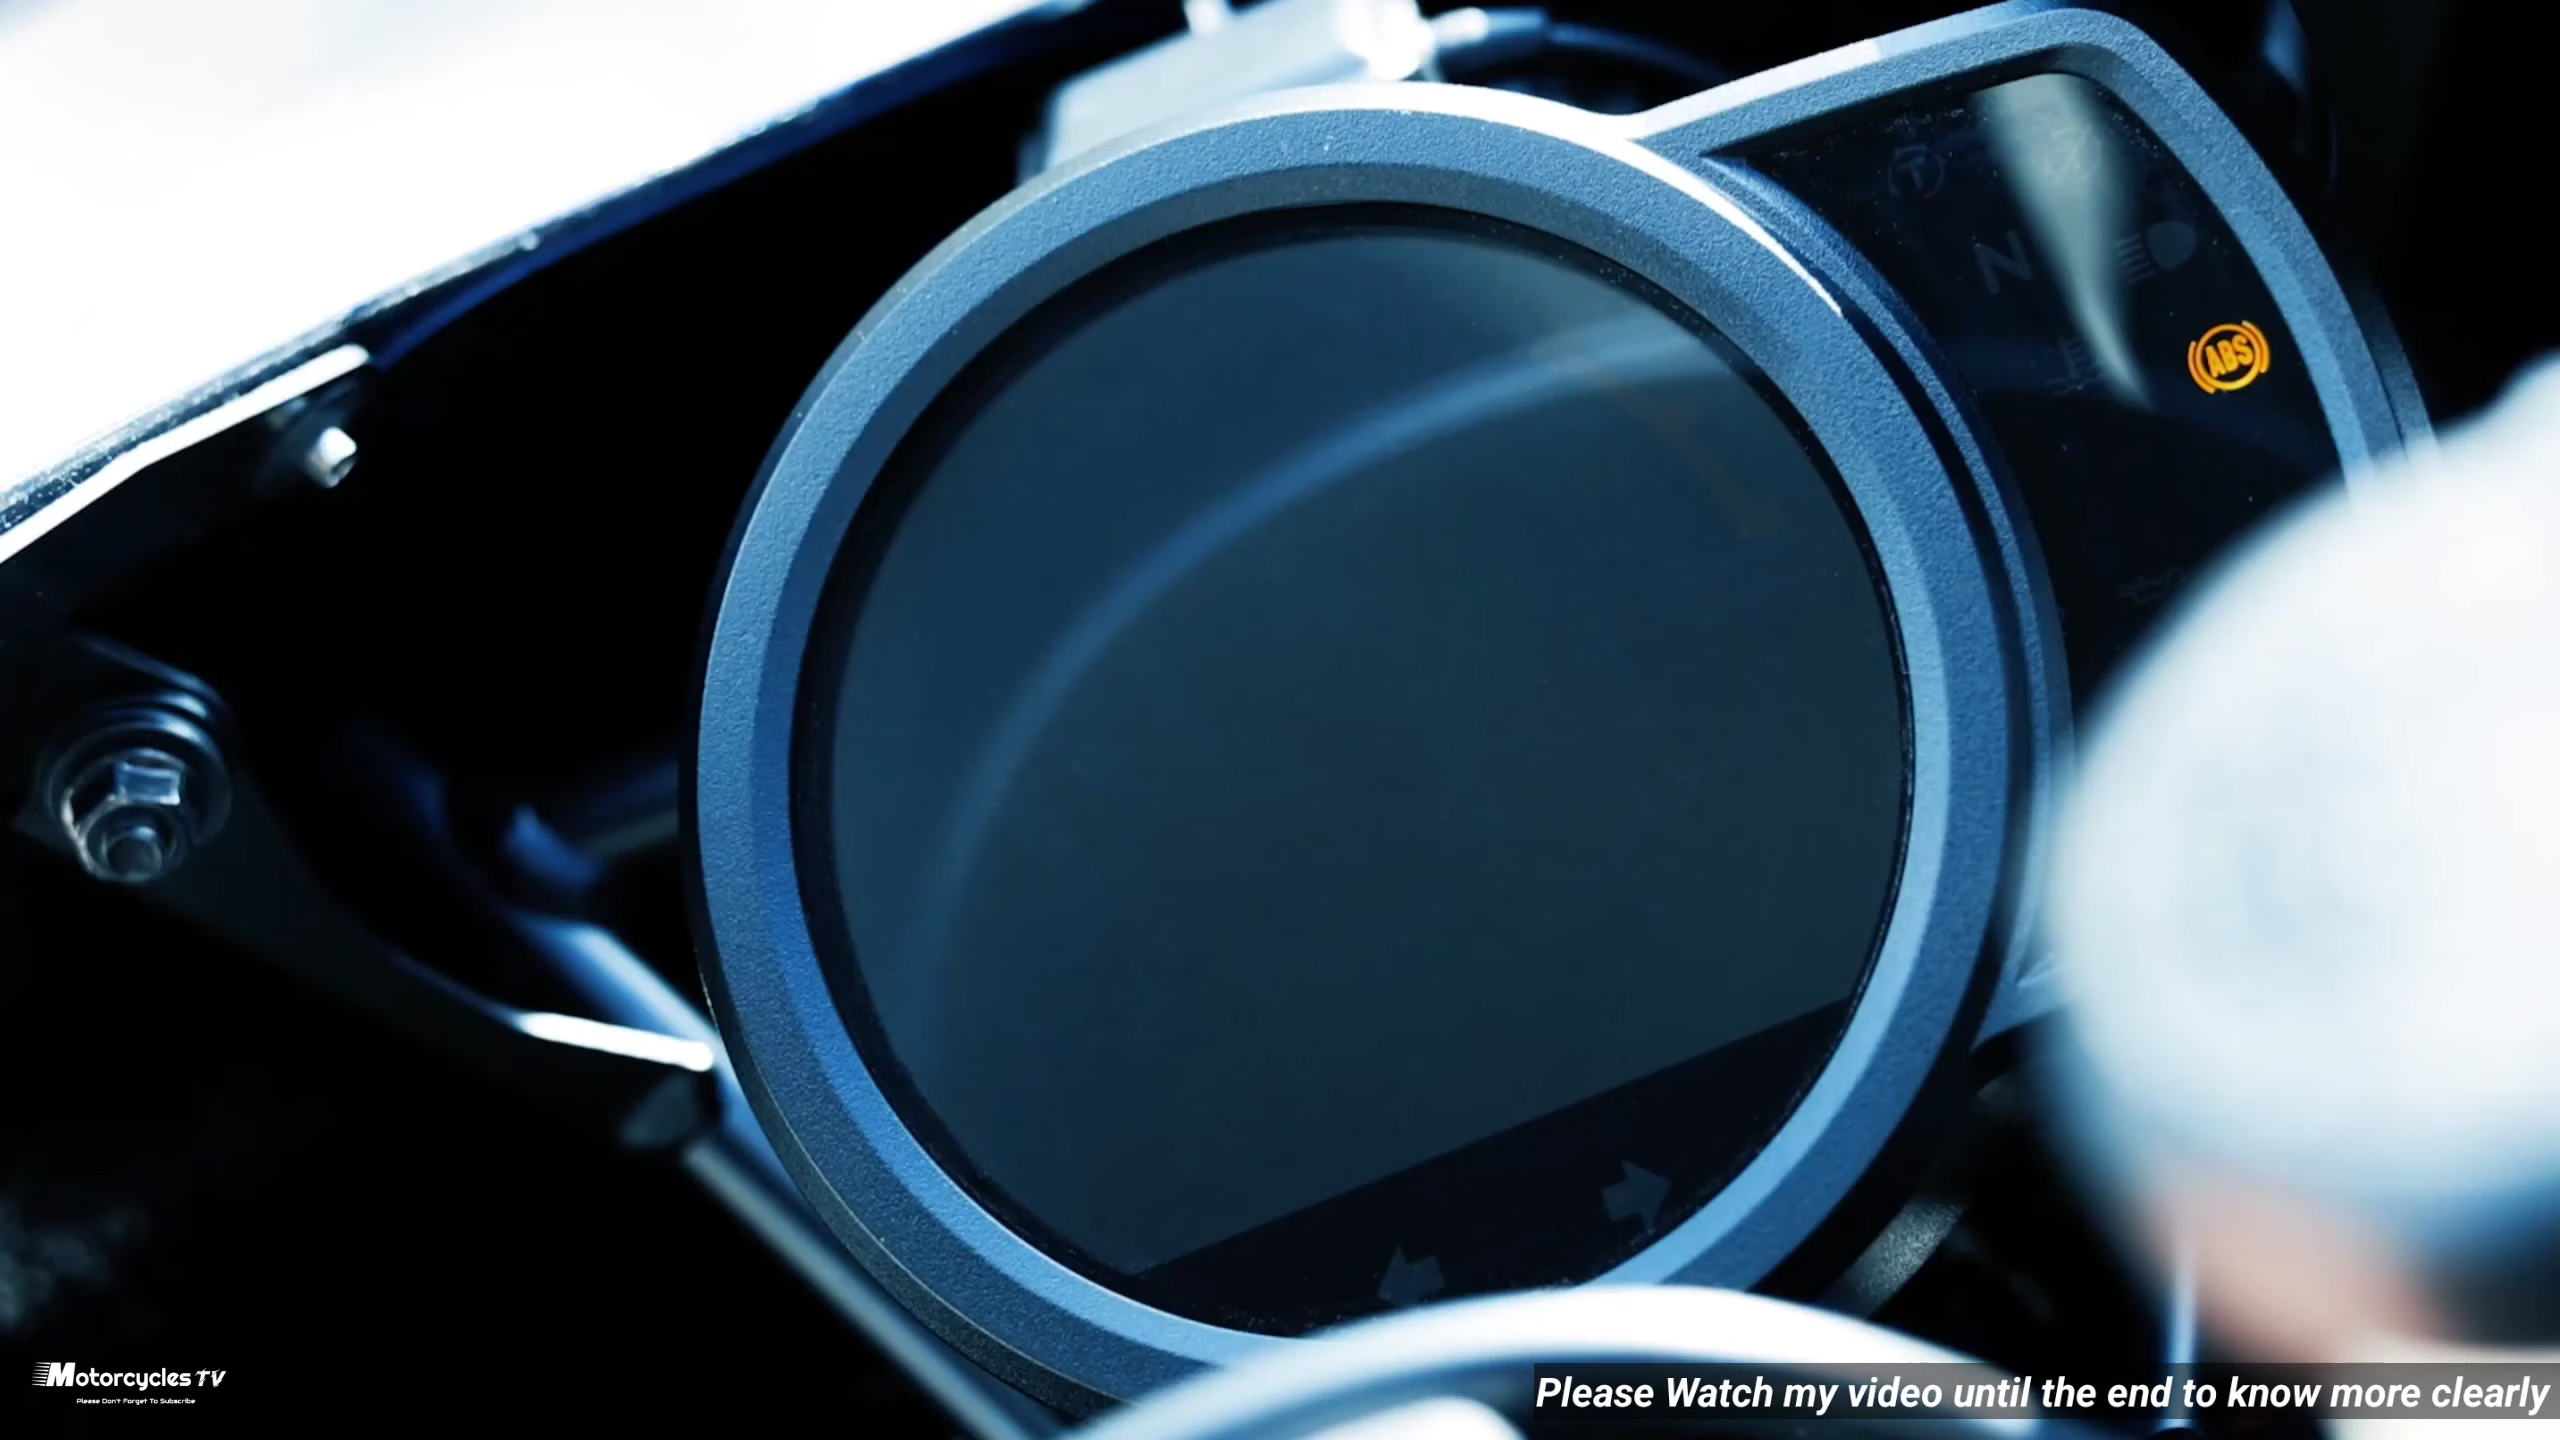 N
ABS
Motorcycles TV
Please Don't Forget To Subscribe
Please Watch my video until the end to know more clearly